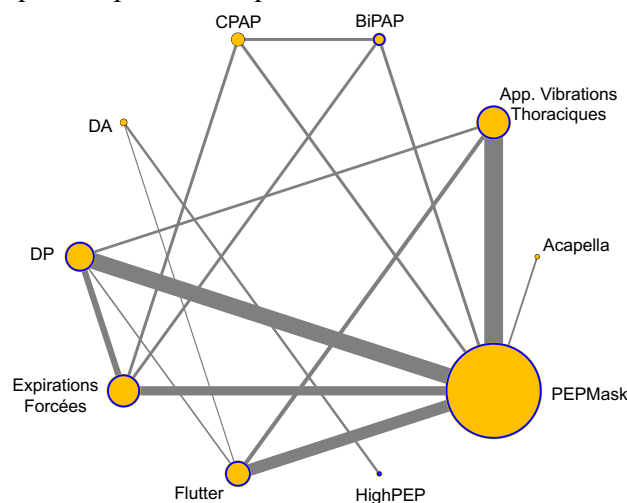 CPAP
BiPAP
App. Vibrations
Thoraciques
DA
Acapella
DP
Expirations
Forcées
PEPMask
Flutter
HighPEP